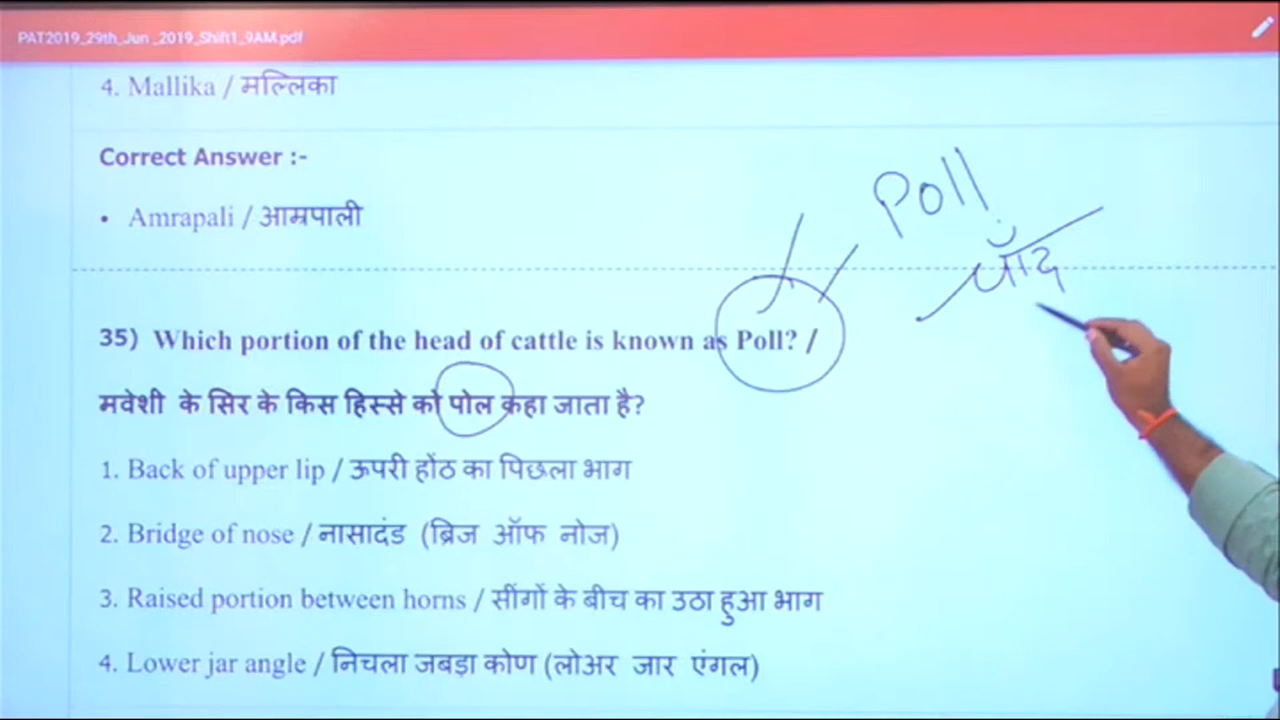 PAT2019_29th_Jun _2019_Shift1_9AM.pdf
4. Mallika / मल्लिका
Correct Answer :-
• Amrapali / आम्रपाली
Poll
चाँद
35) Which portion of the head of cattle is known as Poll? /
मवेशी के सिर के किस हिस्से को पोल कहा जाता है?
1. Back of upper lip / ऊपरी होंठ का पिछला भाग
2. Bridge of nose / नासादंड (ब्रिज ऑफ नोज)
3. Raised portion between horns / सींगों के बीच का उठा हुआ भाग
4. Lower jar angle / निचला जबड़ा कोण (लोअर जार एंगल)